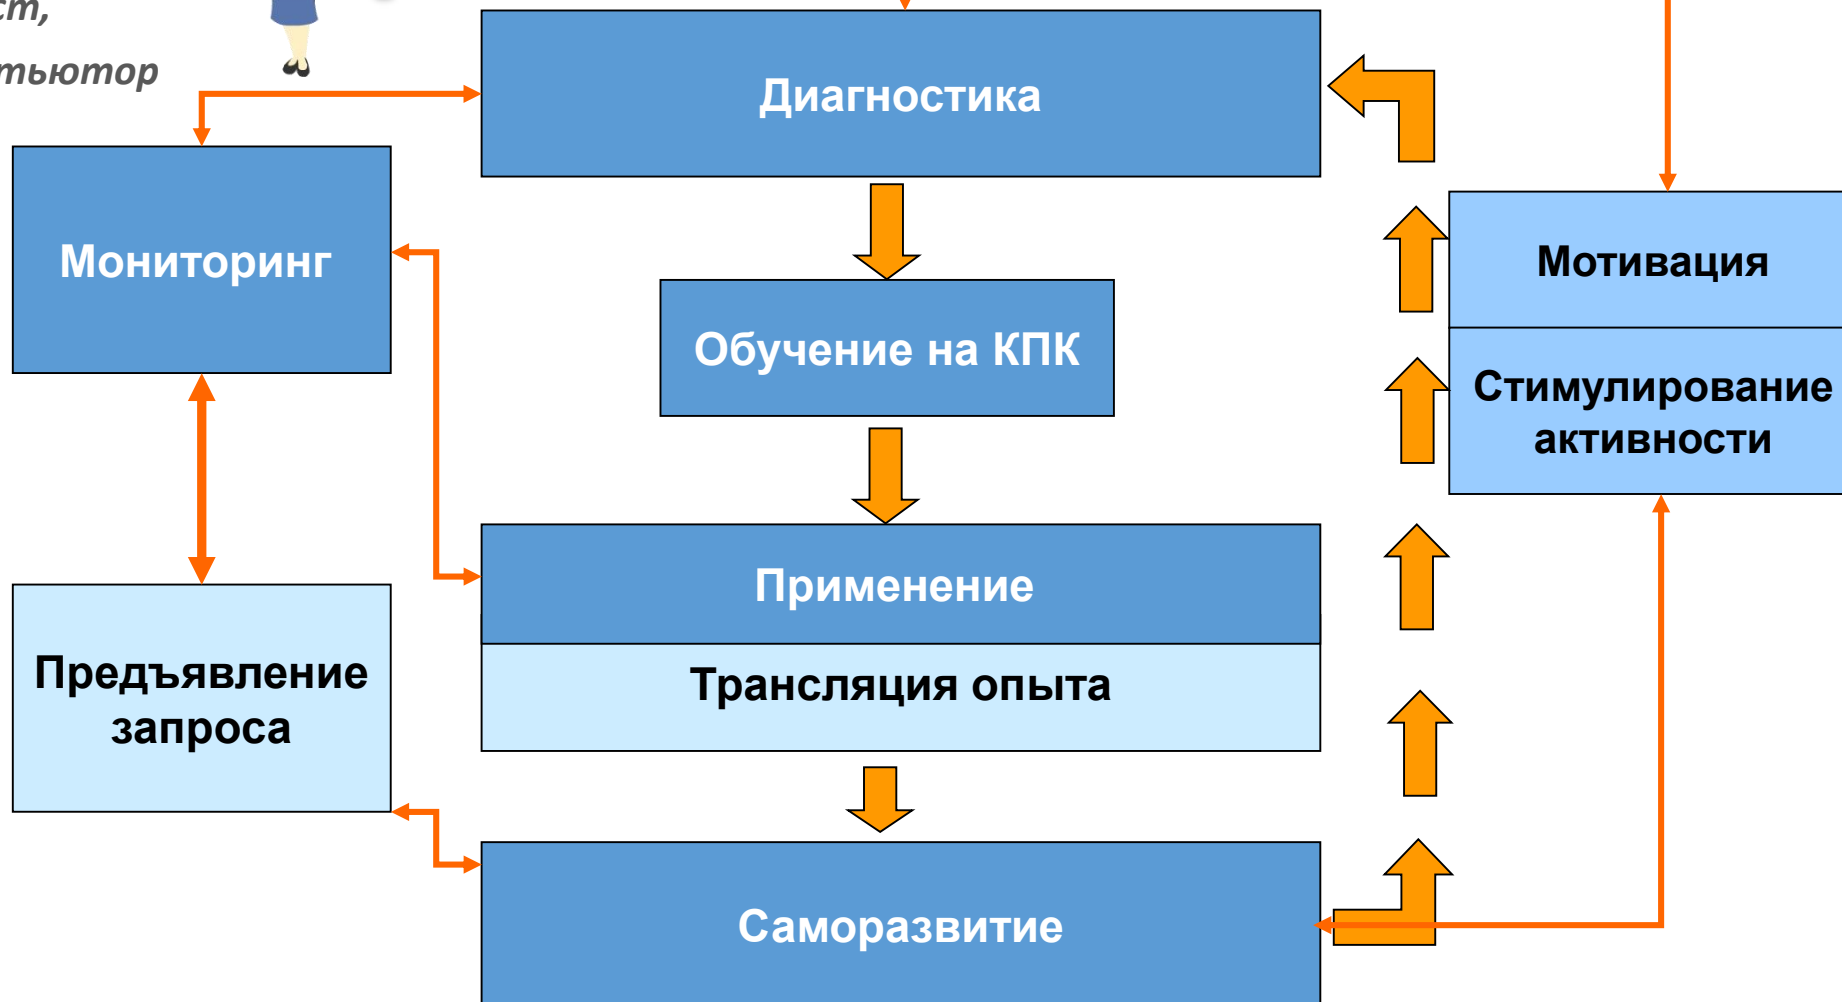 тьютор
Диагностика
Мониторинг
Мотивация
Обучение на КПК
Стимулирование
активности
Применение
Предъявление
запроса
Трансляция опыта
Саморазвитие